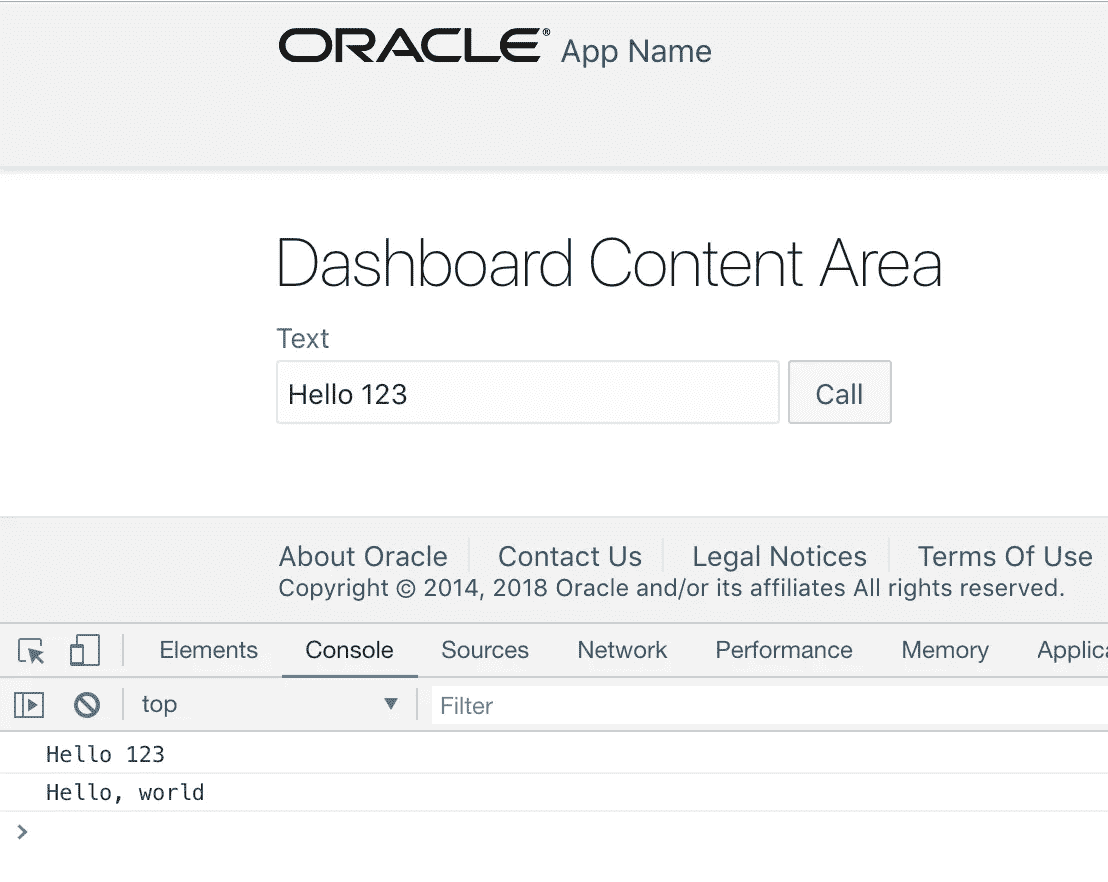 ORACLE® App Name
Dashboard Content Area
Text
Hello 123 Call
About Oracle Contact Us Legal Notices Terms Of Use
Copyright © 2014, 2018 Oracle and/or its affiliates All rights reserved.
Elements Console Sources Network Performance Memory
top ▼ Filter
Hello 123
Hello, world
>